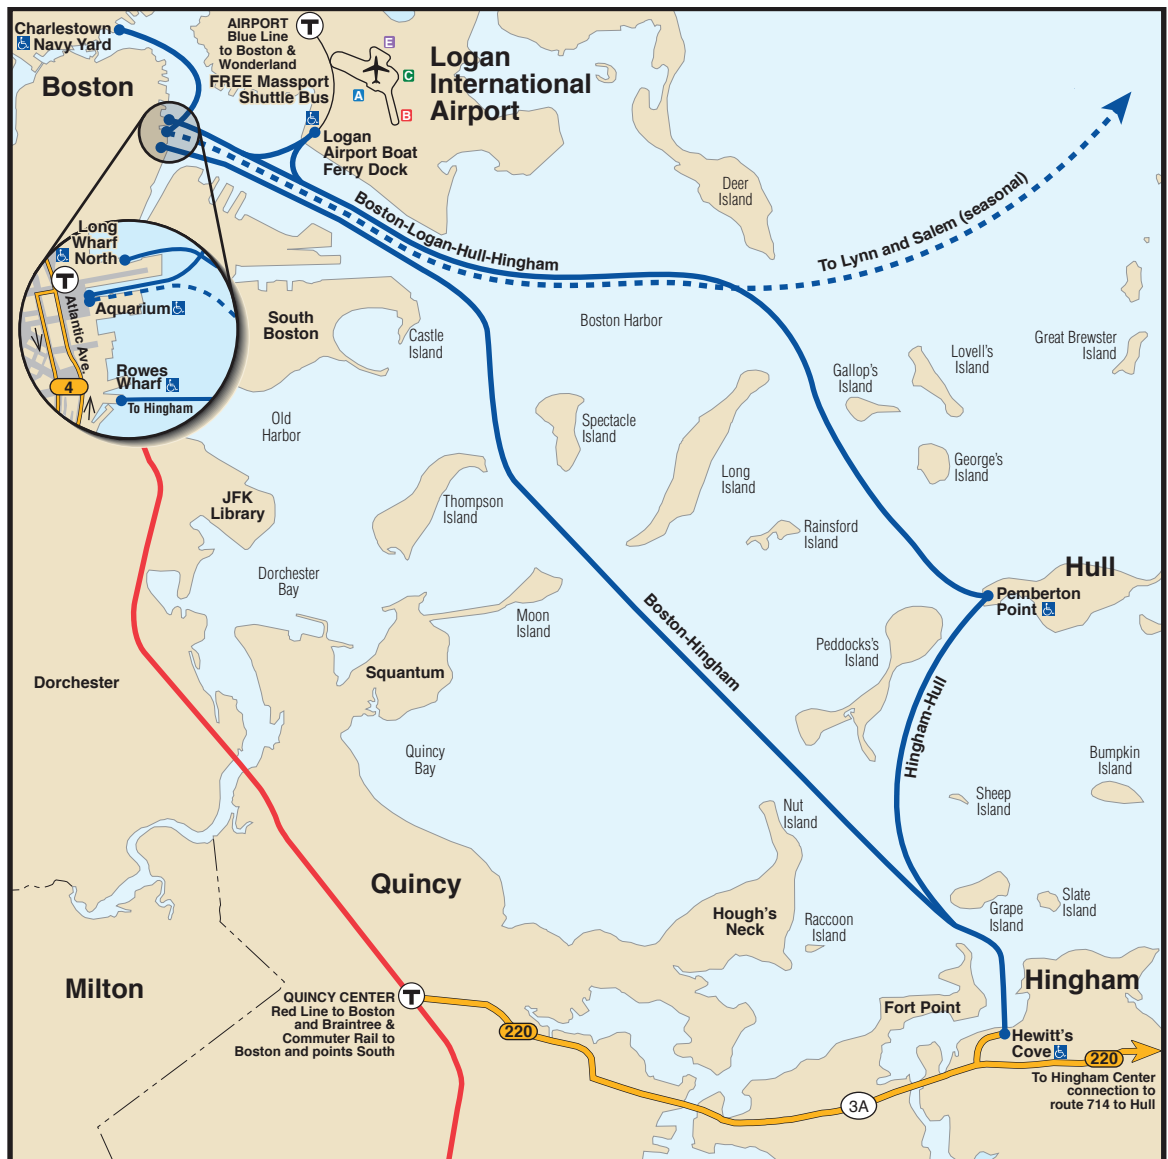 Charlestown
Navy Yard
Boston
AIRPORT
Blue Line
to Boston &
Wonderland
FREE Massport
Shuttle Bus
T
E
C
A
B
Logan
International
Airport
Logan
Airport Boat
Ferry Dock
Deer
Island
Boston-Logan-Hull-Hingham
To Lynn and Salem (seasonal)
Long
Wharf
North
T
Atlantic Ave.
Aquarium
Rowes
Wharf
4
To Hingham
South
Boston
Castle
Island
Boston Harbor
Great Brewster
Island
Lovell's
Island
Gallop's
Island
Old
Harbor
Spectacle
Island
George's
Island
Long
Island
JFK
Library
Thompson
Island
Rainsford
Island
Hull
Pemberton
Point
Dorchester
Bay
Moon
Island
Boston-Hingham
Peddocks's
Island
Squantum
Dorchester
Hingham-Hull
Quincy
Bay
Bumpkin
Island
Sheep
Island
Nut
Island
Quincy
Hough's
Neck
Raccoon
Island
Grape
Island
Slate
Island
Milton
Hingham
QUINCY CENTER
Red Line to Boston
and Braintree &
Commuter Rail to
Boston and points South
T
220
Fort Point
Hewitt's
Cove
220
To Hingham Center
connection to
route 714 to Hull
3A